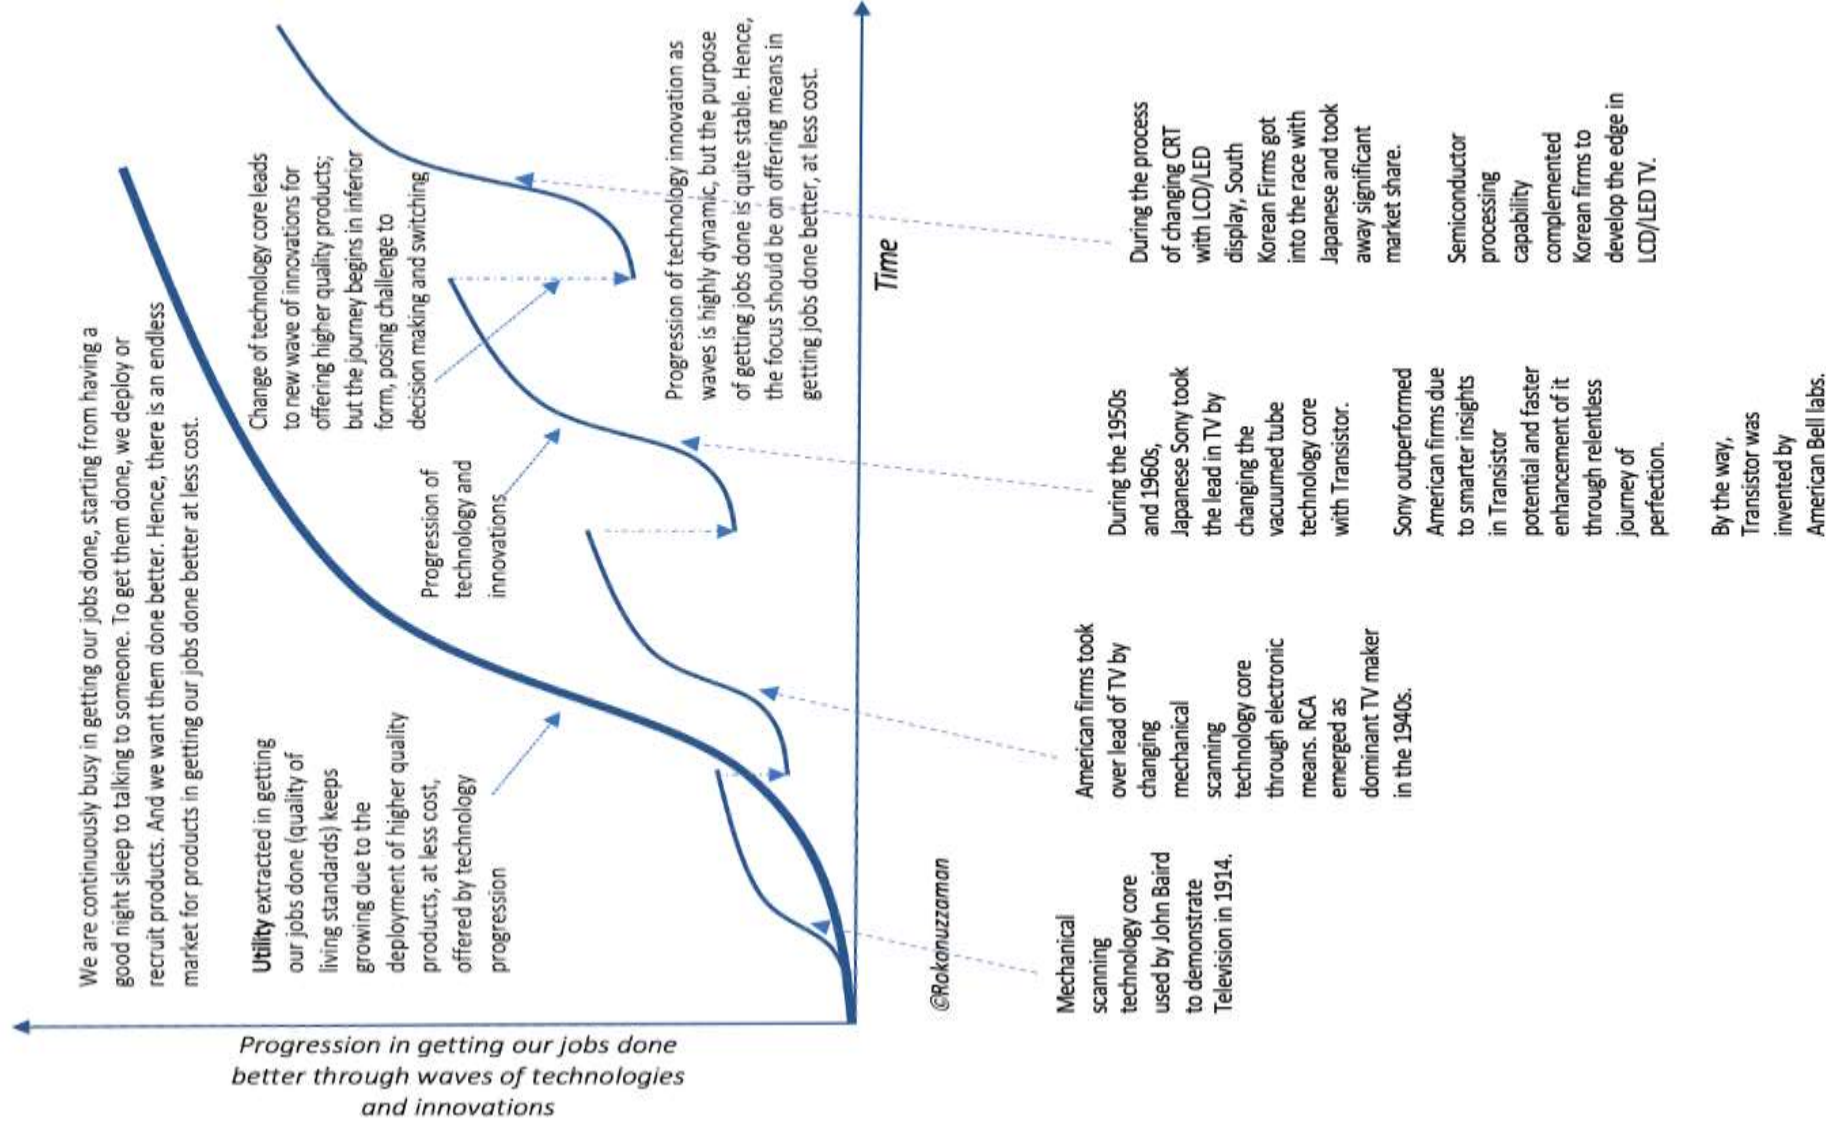 We are continuously busy in getting our jobs done, starting from having a
good night sleep to talking to someone. To get them done, we deploy or
recruit products. And we want them done better. Hence, there is an endless
market for products in getting our jobs done better at less cost.
Utility extracted in getting
our jobs done (quality of
living standards) keeps
growing due to the
deployment of higher quality
products, at less cost,
offered by technology
progression
Progression of
technology and
innovations
Change of technology core leads
to new wave of innovations for
offering higher quality products;
but the journey begins in inferior
form, posing challenge to
decision making and switching
Progression of technology innovation as
waves is highly dynamic, but the purpose
of getting jobs done is quite stable. Hence,
the focus should be on offering means in
getting jobs done better, at less cost.
Progression in getting our jobs done
better through waves of technologies
and innovations
Time
©Rokonuzzaman
Mechanical
scanning
technology core
used by John Baird
to demonstrate
Television in 1914.
American firms took
over lead of TV by
changing
mechanical
scanning
technology core
through electronic
means. RCA
emerged as
dominant TV maker
in the 1940s.
During the 1950s
and 1960s,
Japanese Sony took
the lead in TV by
changing the
vacuumed tube
technology core
with Transistor.
Sony outperformed
American firms due
to smarter insights
in Transistor
potential and faster
enhancement of it
through relentless
journey of
perfection.
By the way,
Transistor was
invented by
American Bell labs.
During the process
of changing CRT
with LCD/LED
display, South
Korean Firms got
into the race with
Japanese and took
away significant
market share.
Semiconductor
processing
capability
complemented
Korean firms to
develop the edge in
LCD/LED TV.